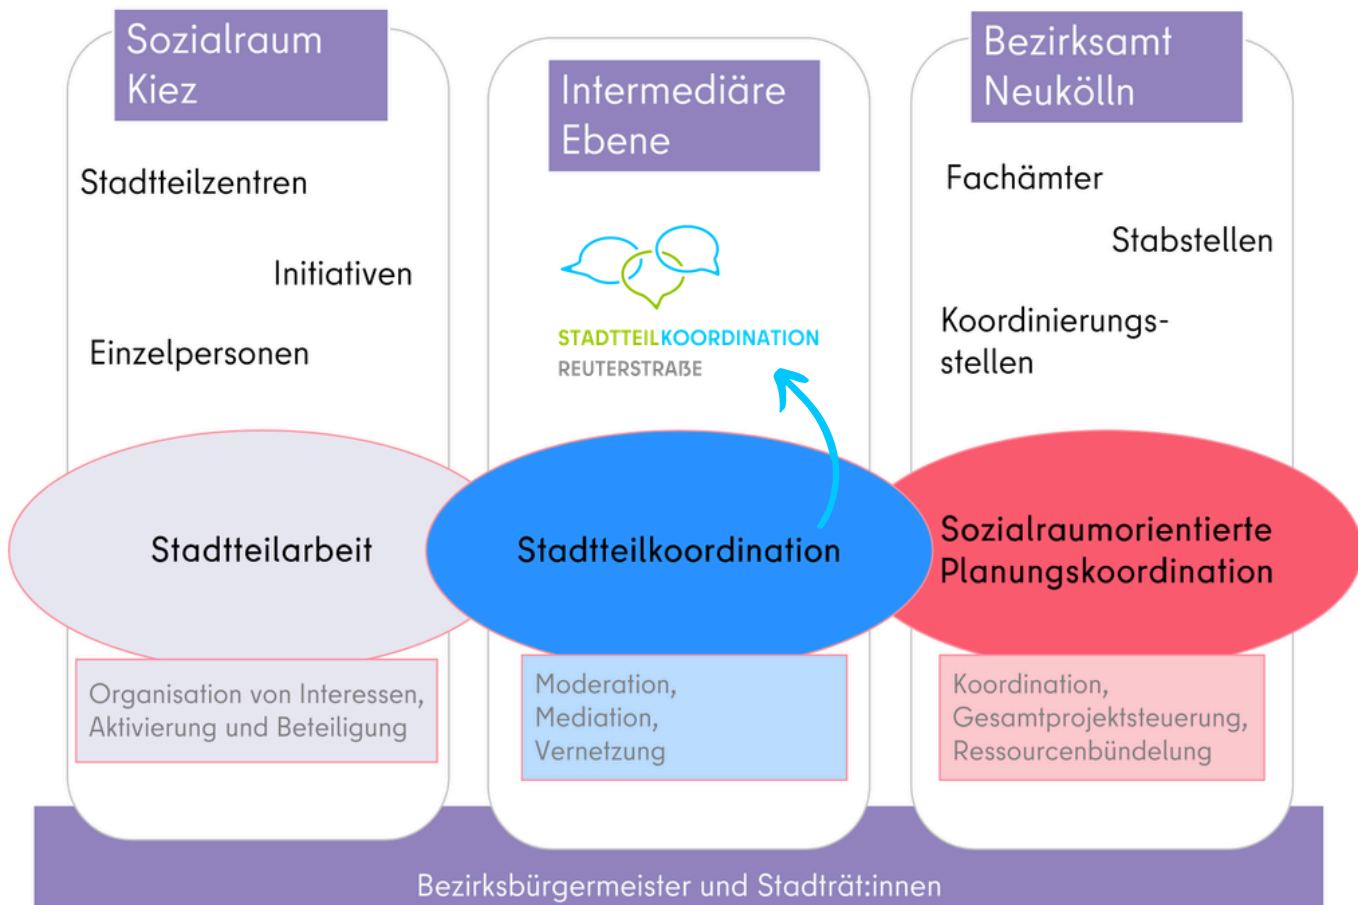 Sozialraum
Kiez
Stadtteilzentren
Initiativen
Einzelpersonen
Stadtteilarbeit
Organisation von Interessen,
Aktivierung und Beteiligung
Intermediäre
Ebene
STADTTEILKOORDINATION
REUTERSTRAßE
Stadtteilkoordination
Moderation,
Mediation,
Vernetzung
Bezirksamt
Neukölln
Fachämter
Stabstellen
Koordinierungs-
stellen
Sozialraumorientierte
Planungskoordination
Koordination,
Gesamtprojektsteuerung,
Ressourcenbündelung
Bezirksbürgermeister und Stadträt:innen